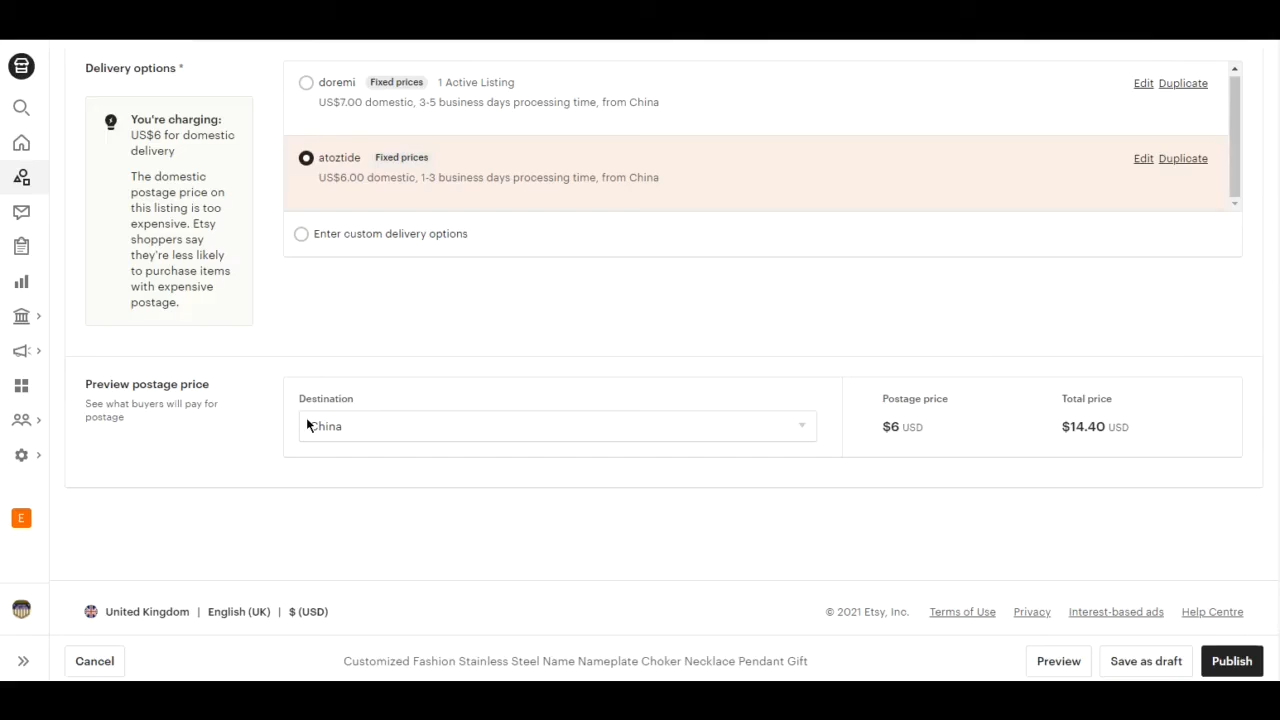 Delivery options *
You're charging:
US$6 for domestic
delivery
The domestic
postage price on
this listing is too
expensive. Etsy
shoppers say
they're less likely
to purchase items
with expensive
postage.
doremi Fixed prices 1 Active Listing Edit Duplicate
US$7.00 domestic, 3-5 business days processing time, from China
atoztide Fixed prices Edit Duplicate
US$6.00 domestic, 1-3 business days processing time, from China
Enter custom delivery options
Preview postage price
See what buyers will pay for
postage
Destination Postage price Total price
China $6 USD $14.40 USD
E
United Kingdom | English (UK) | $ (USD) © 2021 Etsy, Inc. Terms of Use Privacy Interest-based ads Help Centre
Cancel Customized Fashion Stainless Steel Name Nameplate Choker Necklace Pendant Gift Preview Save as draft Publish